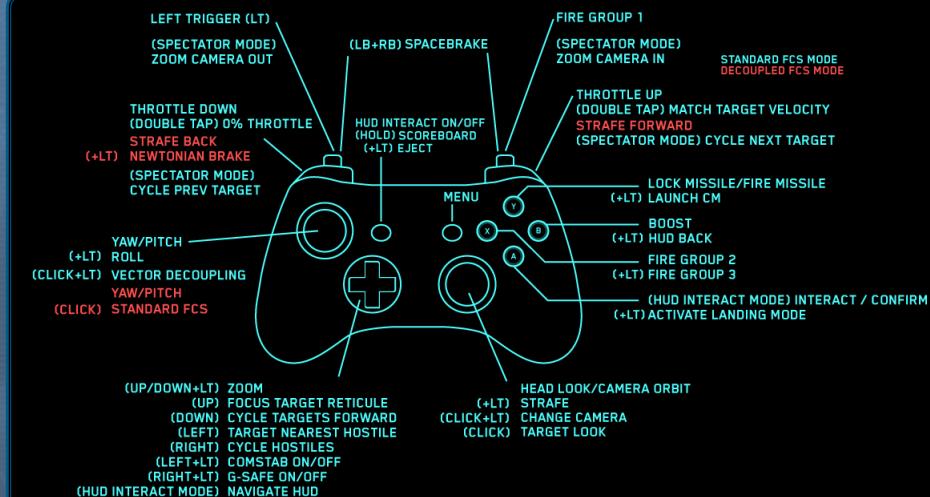 LEFT TRIGGER (LT)
(SPECTATOR MODE)
ZOOM CAMERA OUT
(LB+RB) SPACEBRAKE
FIRE GROUP 1
(SPECTATOR MODE)
ZOOM CAMERA IN
STANDARD FCS MODE
DECOUPLED FCS MODE
THROTTLE DOWN
(DOUBLE TAP) 0% THROTTLE
STRAFE BACK
(+LT) NEWTONIAN BRAKE
(SPECTATOR MODE)
CYCLE PREV TARGET
HUD INTERACT ON/OFF
(HOLD) SCOREBOARD
(+LT) EJECT
THROTTLE UP
(DOUBLE TAP) MATCH TARGET VELOCITY
STRAFE FORWARD
(SPECTATOR MODE) CYCLE NEXT TARGET
MENU
Y
X
B
A
LOCK MISSILE/FIRE MISSILE
(+LT) LAUNCH CM
BOOST
(+LT) HUD BACK
FIRE GROUP 2
(+LT) FIRE GROUP 3
(HUD INTERACT MODE) INTERACT / CONFIRM
(+LT) ACTIVATE LANDING MODE
YAW/PITCH
(+LT) ROLL
(CLICK+LT) VECTOR DECOUPLING
YAW/PITCH
(CLICK) STANDARD FCS
(UP/DOWN+LT) ZOOM
(UP) FOCUS TARGET RETICULE
(DOWN) CYCLE TARGETS FORWARD
(LEFT) TARGET NEAREST HOSTILE
(RIGHT) CYCLE HOSTILES
(LEFT+LT) COMSTAB ON/OFF
(RIGHT+LT) G-SAFE ON/OFF
(HUD INTERACT MODE) NAVIGATE HUD
HEAD LOOK/CAMERA ORBIT
(+LT) STRAFE
(CLICK+LT) CHANGE CAMERA
(CLICK) TARGET LOOK